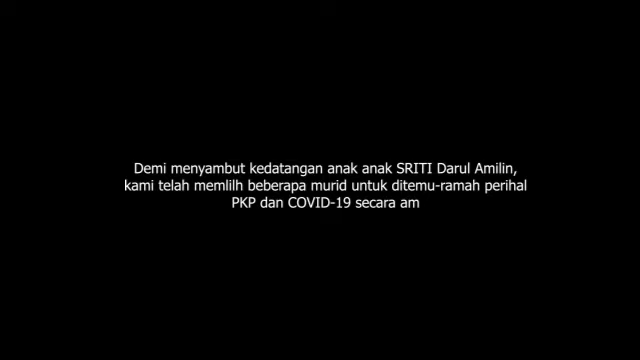 Demi menyambut kedatangan anak anak SRITI Darul Amilin,
kami telah memlilh beberapa murid untuk ditemu-ramah perihal
PKP dan COVID-19 secara am